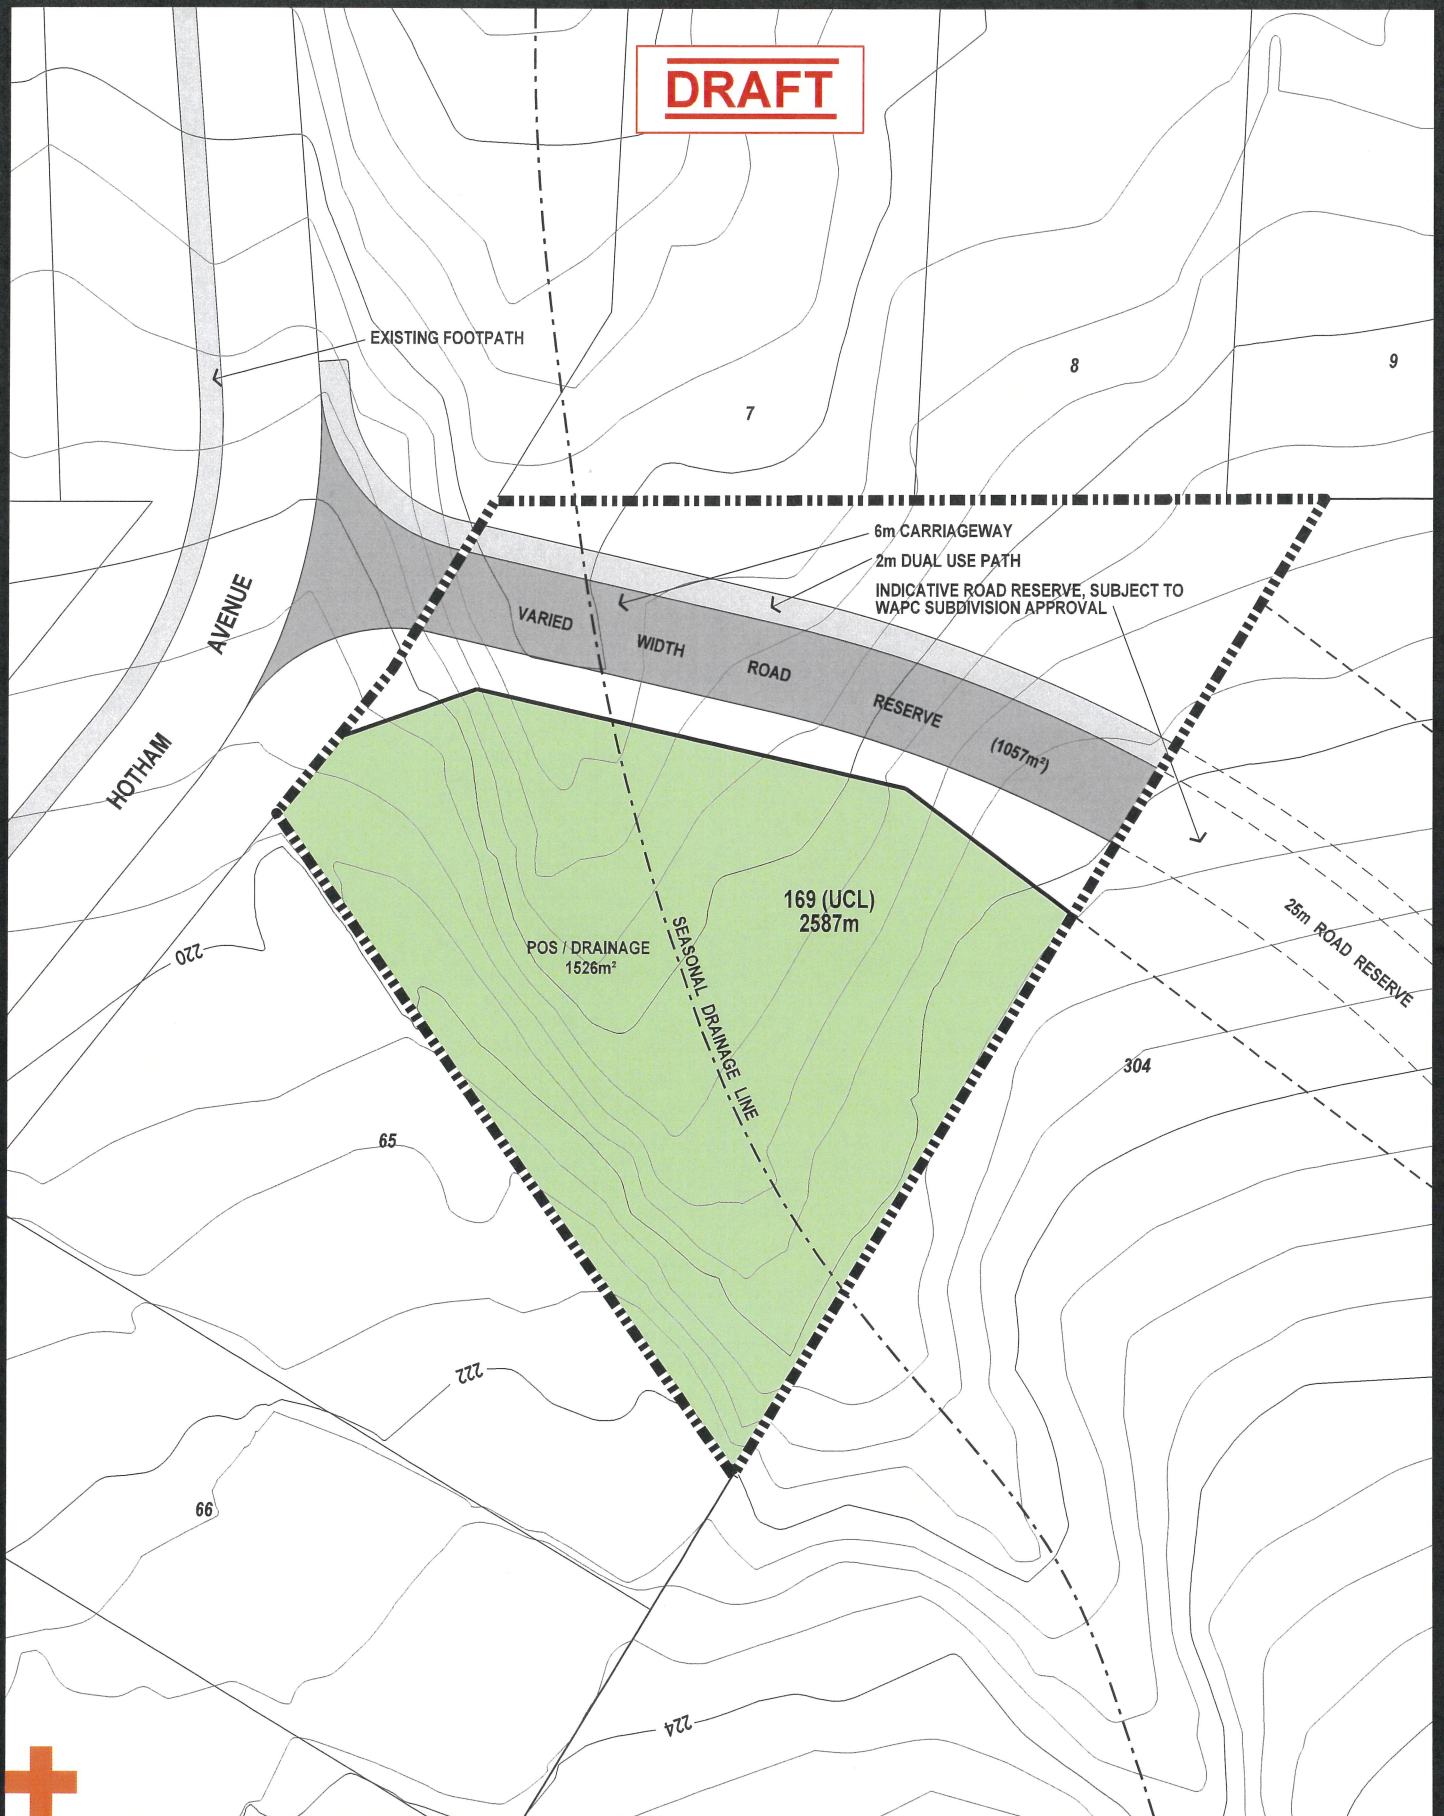 DRAFT
EXISTING FOOTPATH
8
9
7
6m CARRIAGEWAY
2m DUAL USE PATH
INDICATIVE ROAD RESERVE, SUBJECT TO
WAPC SUBDIVISION APPROVAL
HOTHAM AVENUE
VARIED WIDTH ROAD RESERVE (1057m²)
169 (UCL)
2587m
POS / DRAINAGE
1526m²
SEASONAL DRAINAGE LINE
25m ROAD RESERVE
220
304
65
222
66
224